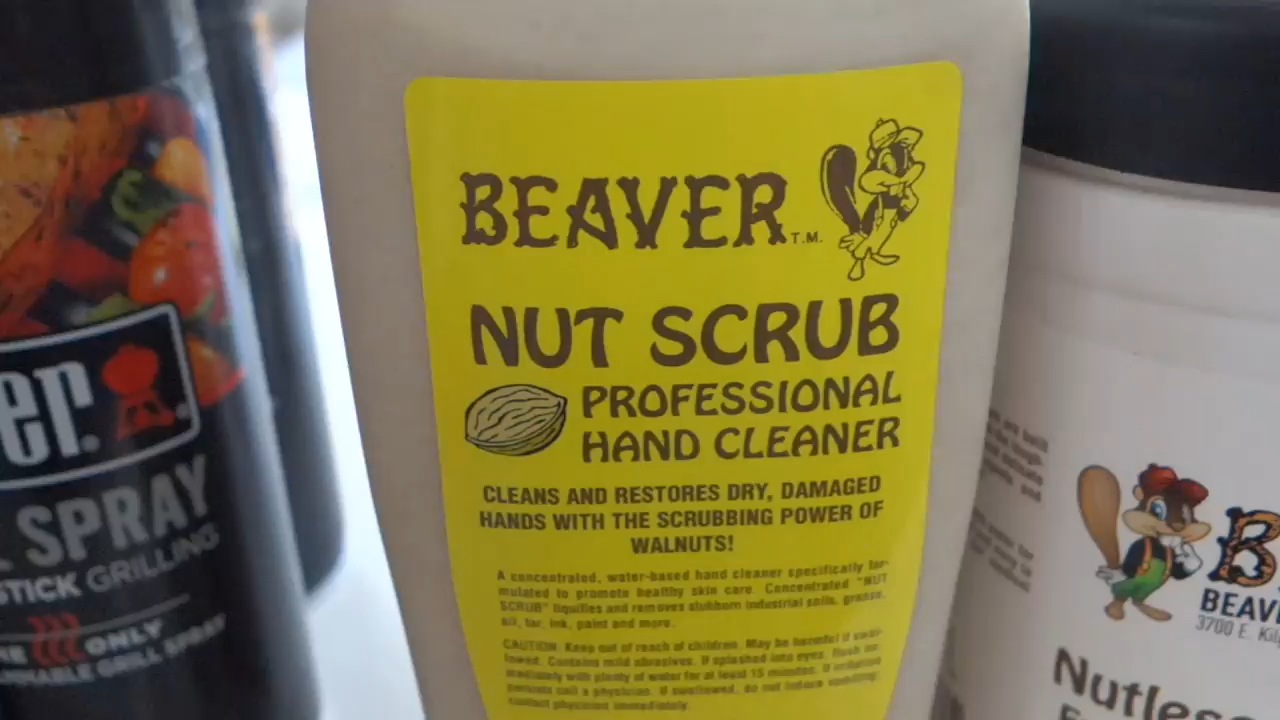 er.
SPRAY
STICK GRILLING
ONLY
GRILL SPRAY
BEAVER T.M.
NUT SCRUB
PROFESSIONAL
HAND CLEANER
CLEANS AND RESTORES DRY, DAMAGED
HANDS WITH THE SCRUBBING POWER OF
WALNUTS!
A concentrated, water-based hand cleaner specifically for-
mulated to promote healthy skin care. Concentrated "NUT
SCRUB" liquifies and removes stubborn industrial soils, grease,
oil, tar, ink, paint and more.
CAUTION: Keep out of reach of children. May be harmful if swal-
lowed. Contains mild abrasives. If splashed into eyes, flush im-
mediately with plenty of water for at least 15 minutes. If irritation
persists call a physician. If swallowed, do not induce vomiting;
contact physician immediately.
B
BEAV
3700 E. Ki
Nutles